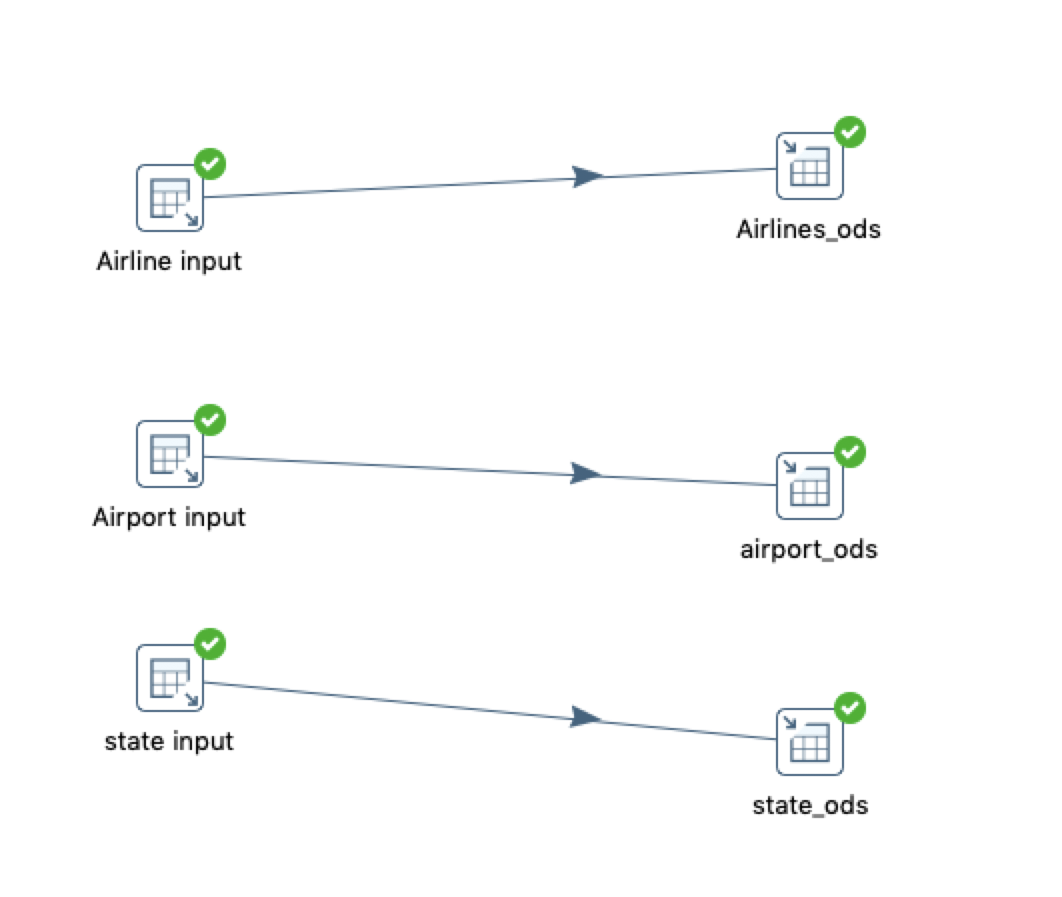 Airline input
Airlines_ods
Airport input
airport_ods
state input
state_ods